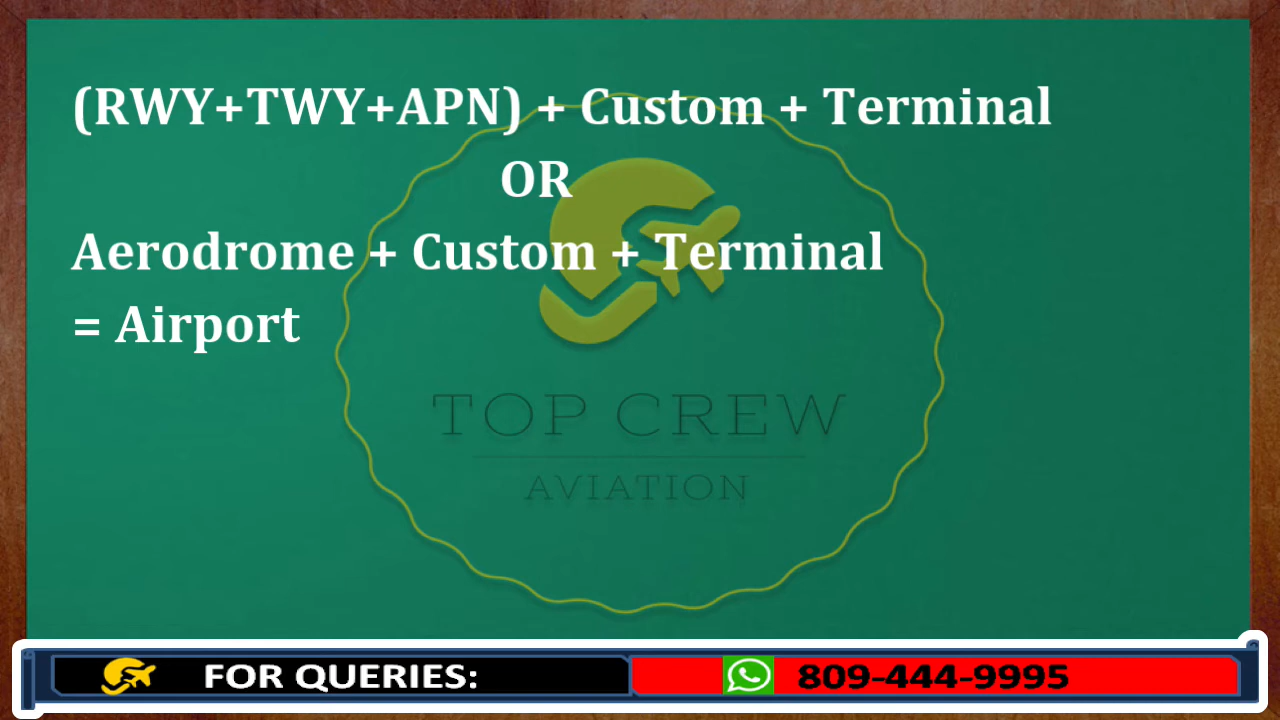 (RWY+TWY+APN) + Custom + Terminal
OR
Aerodrome + Custom + Terminal
= Airport
TOP CREW
AVIATION
FOR QUERIES: 809-444-9995